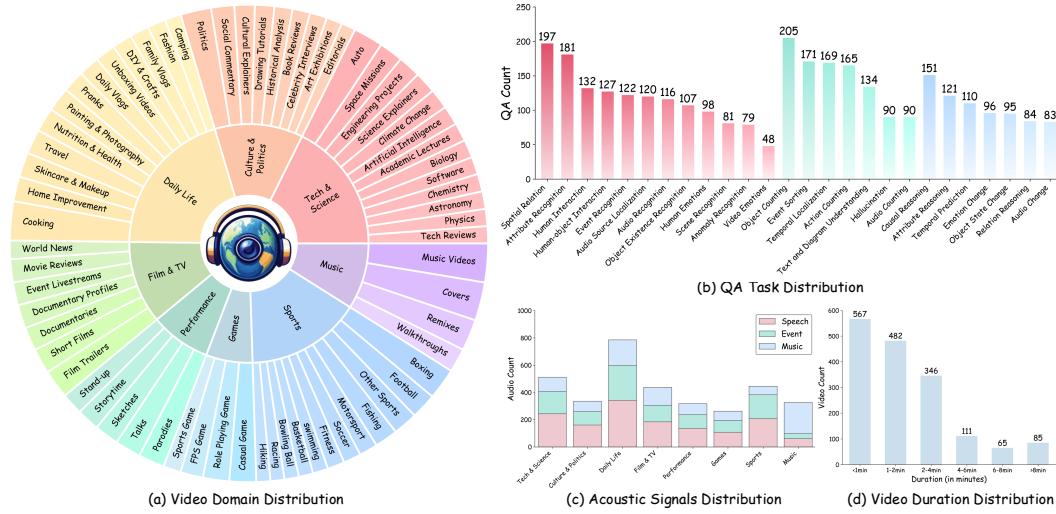 Culture & Politics
Tech & Science
Music
Sports
Games
Performance
Film & TV
Daily Life
Politics
Social Commentary
Cultural Explainers
Drawing Tutorials
Historical Analysis
Book Reviews
Celebrity Interviews
Art Exhibitions
Editorials
Auto
Space Missions
Engineering Projects
Science Explainers
Climate Change
Artificial Intelligence
Academic Lectures
Biology
Software
Chemistry
Astronomy
Physics
Tech Reviews
Music Videos
Covers
Remixes
Walkthroughs
Boxing
Football
Other Sports
Fishing
Motorsport
Soccer
Fitness
swimming
Basketball
Bowling Ball
Racing
Hiking
Casual Game
Role Playing Game
FPS Game
Sports Game
Parodies
Talks
Sketches
Storytime
Stand-up
Film Trailers
Short Films
Documentaries
Documentary Profiles
Event Livestreams
Movie Reviews
World News
Cooking
Home Improvement
Skincare & Makeup
Travel
Nutrition & Health
Painting & Photography
Pranks
Daily Vlogs
Unboxing Videos
DIY & Crafts
Family Vlogs
Fashion
Camping
(a) Video Domain Distribution
QA Count
250
200
150
100
50
0
197
181
132
127
122
120
116
107
98
81
79
48
205
171
169
165
134
90
90
151
121
110
96
95
84
83
Spatial Relation
Attribute Recognition
Human Interaction
Human-object Interaction
Event Recognition
Audio Source Localization
Audio Recognition
Object Existence Recognition
Human Emotions
Scene Recognition
Anomaly Recognition
Video Emotions
Object Counting
Event Sorting
Temporal Localization
Action Counting
Text and Diagram Understanding
Hallucination
Audio Counting
Causal Reasoning
Attribute Reasoning
Temporal Prediction
Emotion Change
Object State Change
Relation Reasoning
Audio Change
(b) QA Task Distribution
Audio Count
1000
800
600
400
200
0
Speech
Event
Music
Tech & Science
Culture & Politics
Daily Life
Film & TV
Performance
Games
Sports
Music
(c) Acoustic Signals Distribution
Video Count
600
500
400
300
200
100
0
567
482
346
111
65
85
<1min
1-2min
2-4min
4-6min
6-8min
>8min
Duration (in minutes)
(d) Video Duration Distribution